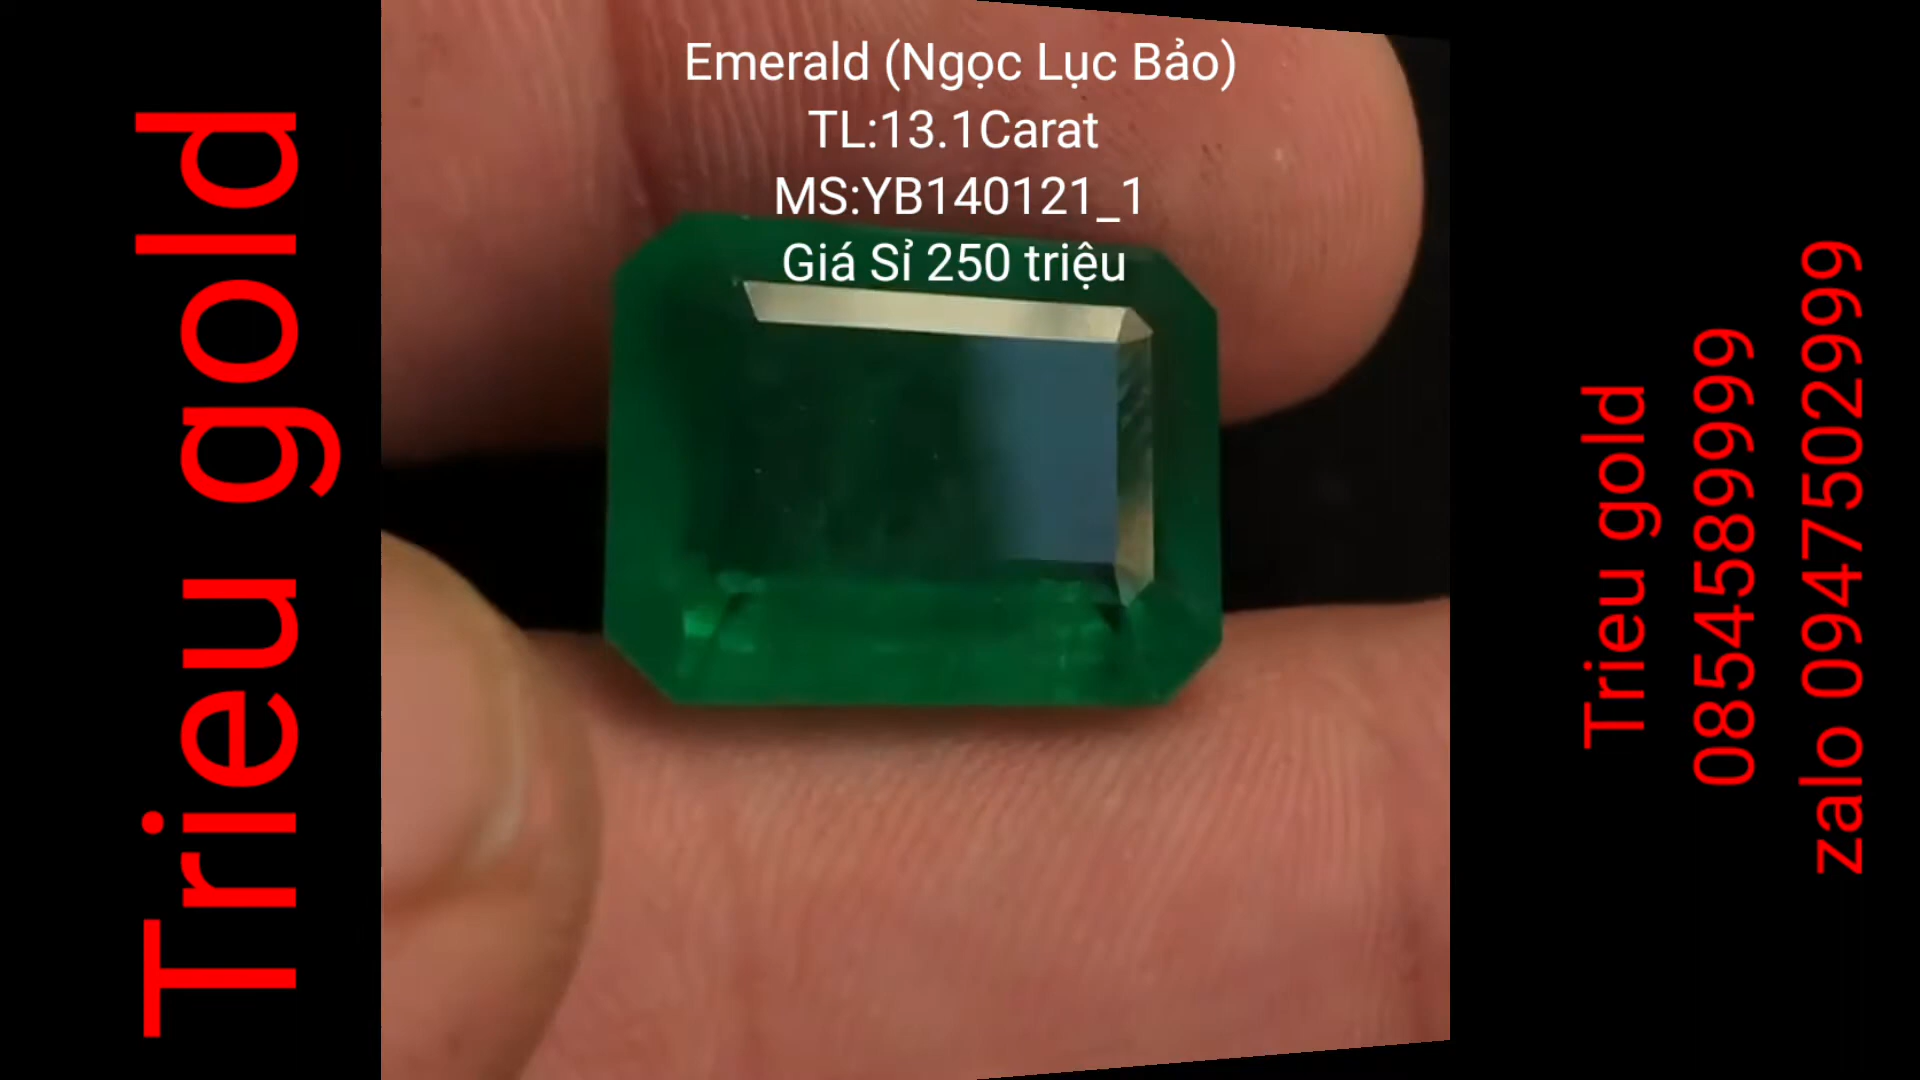 Trieu gold
Emerald (Ngọc Lục Bảo)
TL:13.1Carat
MS:YB140121_1
Giá Sỉ 250 triệu
Trieu gold
0854589999
zalo 0947502999